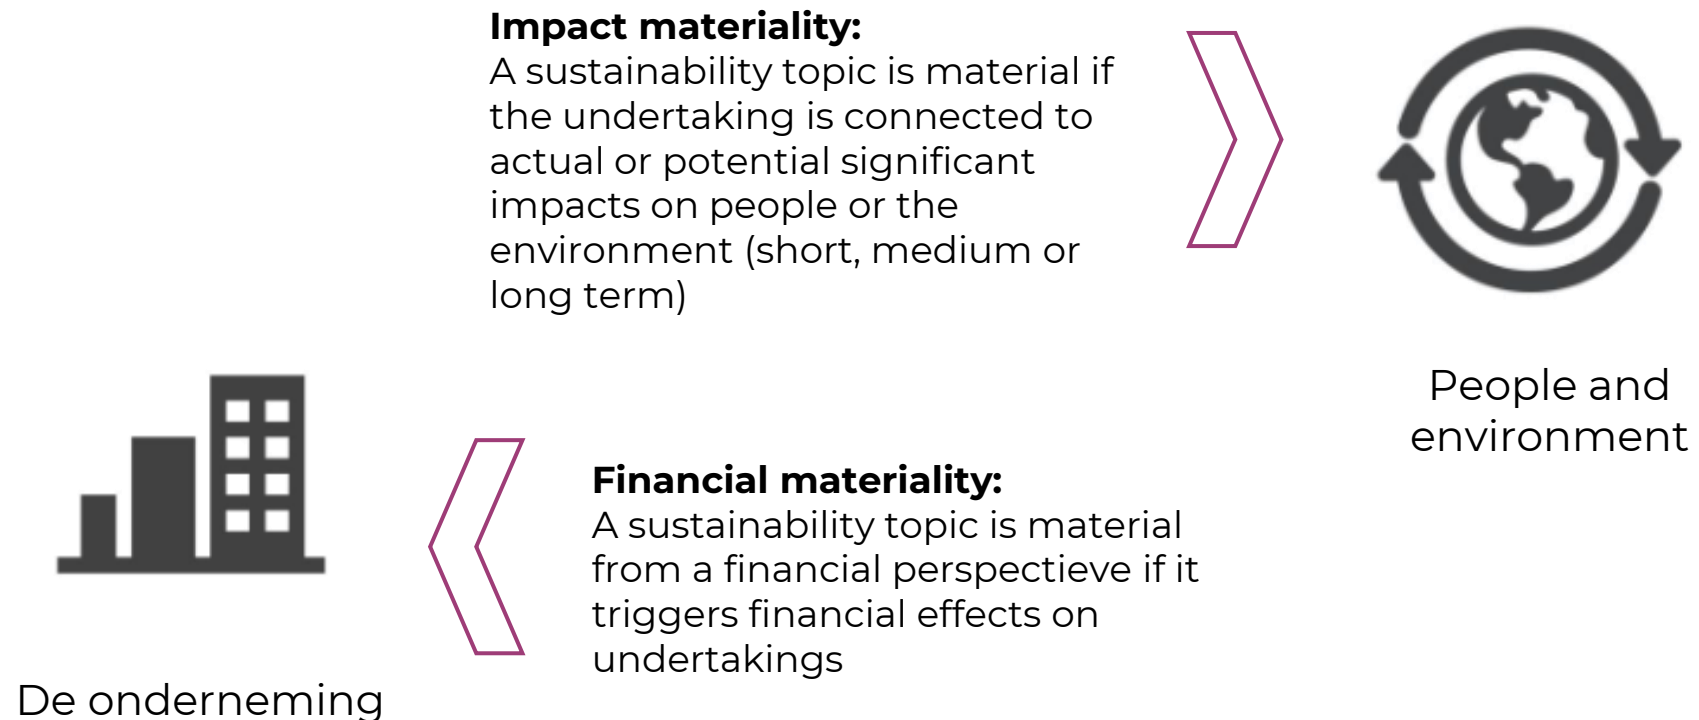 Impact materiality:
A sustainability topic is material if
the undertaking is connected to
actual or potential significant
impacts on people or the
environment (short, medium or
long term)
People and
environment
Financial materiality:
A sustainability topic is material
from a financial perspectieve if it
triggers financial effects on
undertakings
De onderneming